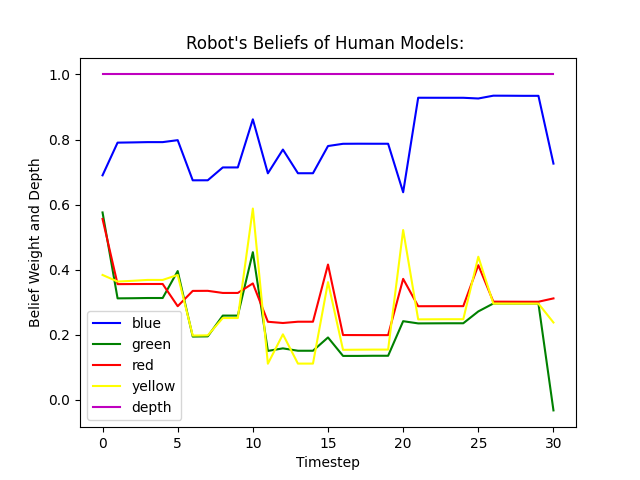 Robot's Beliefs of Human Models:
Belief Weight and Depth
1.0
0.8
0.6
0.4
0.2
0.0
blue
green
red
yellow
depth
0 5 10 15 20 25 30
Timestep